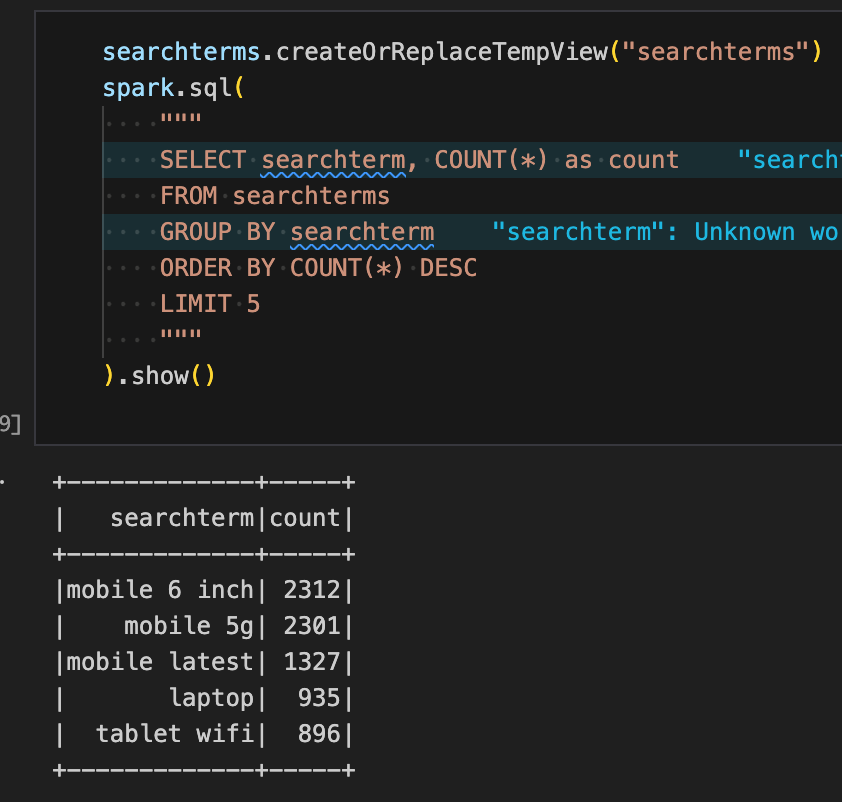 searchterms.createOrReplaceTempView("searchterms")
spark.sql(
"""
SELECT searchterm, COUNT(*) as count "search
FROM searchterms
GROUP BY searchterm "searchterm": Unknown wo
ORDER BY COUNT(*) DESC
LIMIT 5
"""
).show()
9]
+-------------+-----+
|   searchterm|count|
+-------------+-----+
|mobile 6 inch| 2312|
|    mobile 5g| 2301|
|mobile latest| 1327|
|       laptop|  935|
|  tablet wifi|  896|
+-------------+-----+